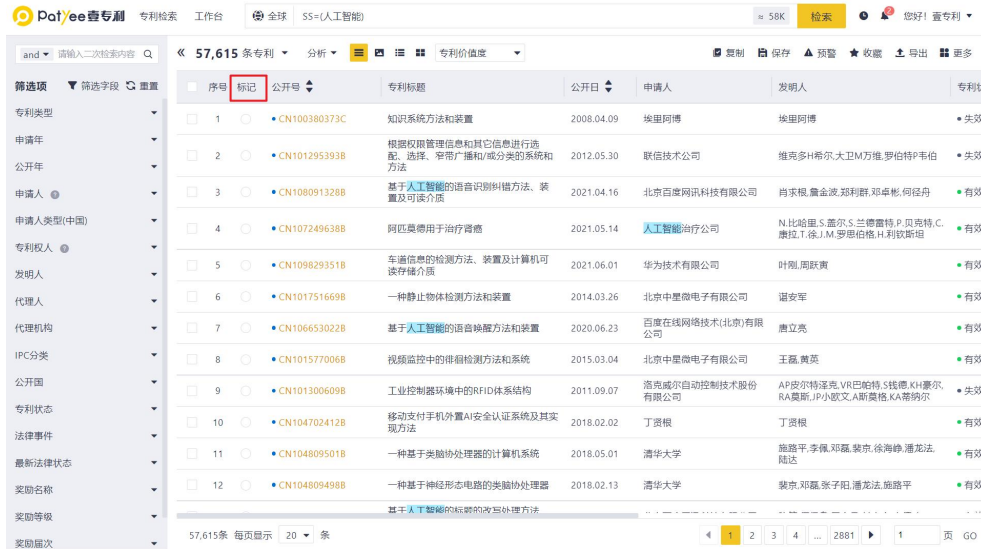 Patyee壹专利 专利检索 工作台 全球 SS=(人工智能) ≈ 58K 检索 2 您好！壹专利
and 请输入二次检索内容
« 57,615 条专利 分析 专利价值度 复制 保存 预警 收藏 导出 更多
筛选项 筛选字段 重置
专利类型
申请年
公开年
申请人
申请人类型(中国)
专利权人
发明人
代理人
代理机构
IPC分类
公开国
专利状态
法律事件
最新法律状态
奖励名称
奖励等级
奖励届次
序号 标记 公开号 专利标题 公开日 申请人 发明人
1 CN100380373C 知识系统方法和装置 2008.04.09 埃里阿博 埃里阿博 失效
2 CN101295393B 根据权限管理信息和其它信息进行选
配、选择、窄带广播和/或分类的系统和
方法 2012.05.30 联信技术公司 维克多H希尔,大卫M万维,罗伯特P韦伯 失效
3 CN108091328B 基于人工智能的语音识别纠错方法、装
置及可读介质 2021.04.16 北京百度网讯科技有限公司 肖求根,詹金波,郑利群,邓卓彬,何径舟 有效
4 CN107249638B 阿匹莫德用于治疗肾癌 2021.05.14 人工智能治疗公司 N.比哈里,S.盖尔,S.兰德雷特,P.贝克特,C.
康拉,T.徐,J.M.罗思伯格,H.利钦斯坦 有效
5 CN109829351B 车道信息的检测方法、装置及计算机可
读存储介质 2021.06.01 华为技术有限公司 叶刚,周跃寅 有效
6 CN101751669B 一种静止物体检测方法和装置 2014.03.26 北京中星微电子有限公司 谌安军 有效
7 CN106653022B 基于人工智能的语音唤醒方法和装置 2020.06.23 百度在线网络技术(北京)有限
公司 唐立亮 有效
8 CN101577006B 视频监控中的徘徊检测方法和系统 2015.03.04 北京中星微电子有限公司 王磊,黄英 有效
9 CN101300609B 工业控制器环境中的RFID体系结构 2011.09.07 洛克威尔自动控制技术股份
有限公司 AP皮尔特泽克,VR巴帕特,S钱德,KH豪尔,
RA莫斯,JP小欧文,A斯莫格,KA蒂纳尔 失效
10 CN104702412B 移动支付手机外置AI安全认证系统及其实
现方法 2018.02.02 丁贤根 丁贤根 有效
11 CN104809501B 一种基于类脑协处理器的计算机系统 2018.05.01 清华大学 施路平,李佩,邓磊,裴京,徐海峥,潘龙法,
陆达 有效
12 CN104809498B 一种基于神经形态电路的类脑协处理器 2018.02.13 清华大学 裴京,邓磊,张子阳,潘龙法,施路平 有效
基于人工智能的标题的改写处理方法
57,615条 每页显示 20 条 1 2 3 4 ... 2881 1 页 GO